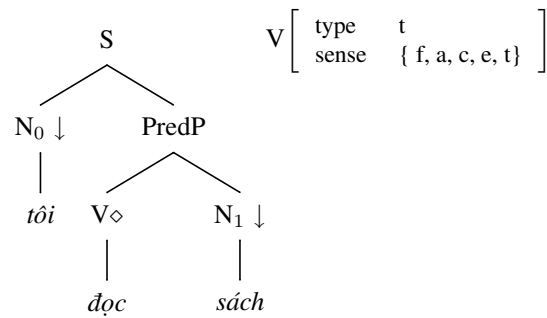 S
V [ type t
sense { f, a, c, e, t} ]
N₀ ↓ PredP
tôi V⋄ N₁ ↓
đọc sách